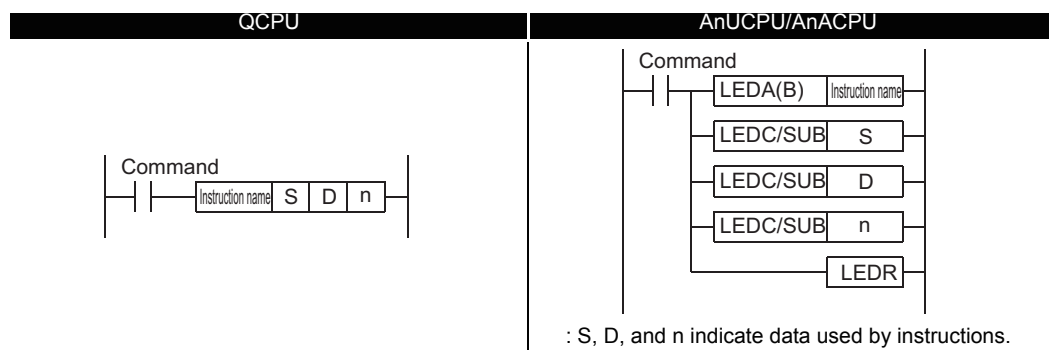 QCPU
AnUCPU/AnACPU
Command
Instruction name S D n
Command
LEDA(B) Instruction name
LEDC/SUB S
LEDC/SUB D
LEDC/SUB n
LEDR
: S, D, and n indicate data used by instructions.